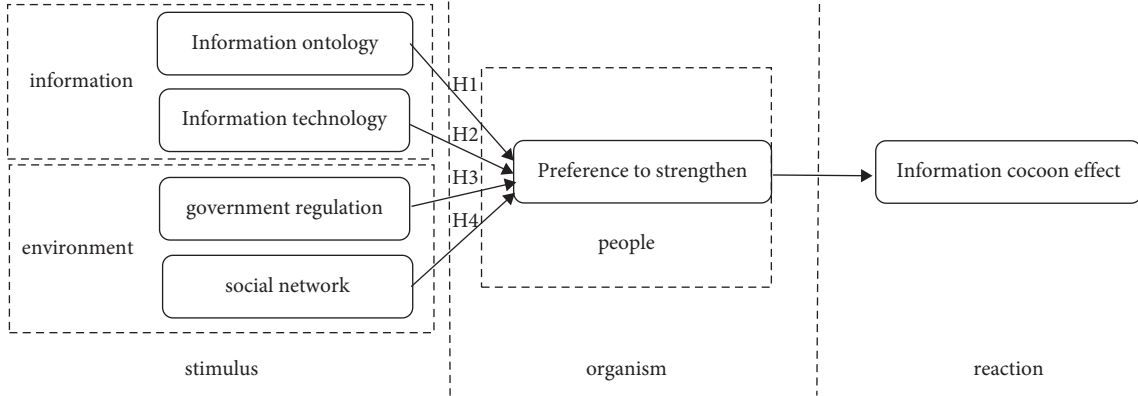 Information ontology
information
Information technology
H1
H2
H3
H4
government regulation
environment
social network
Preference to strengthen
people
Information cocoon effect
stimulus
organism
reaction